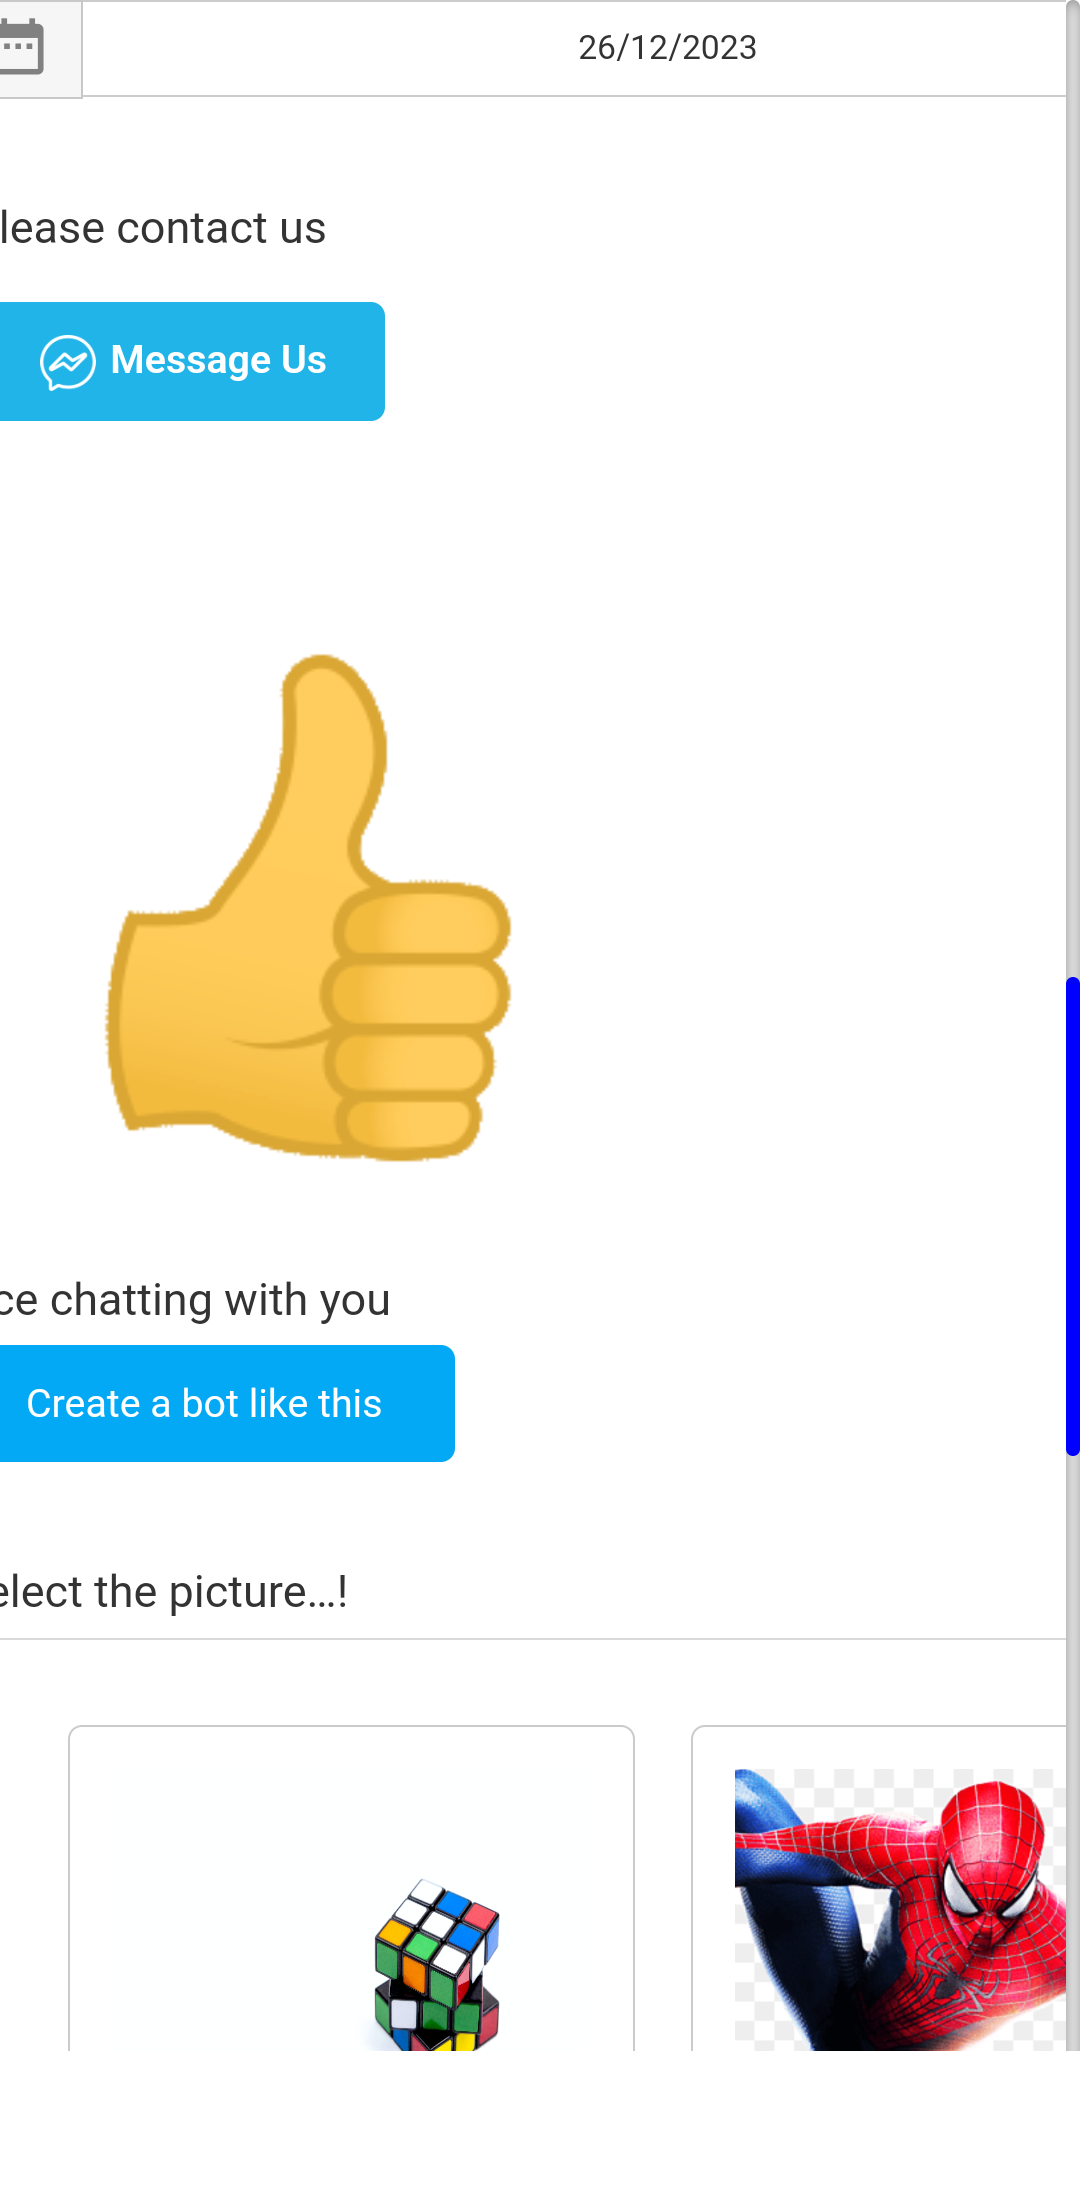 26/12/2023
lease contact us
Message Us
ce chatting with you
Create a bot like this
elect the picture...!